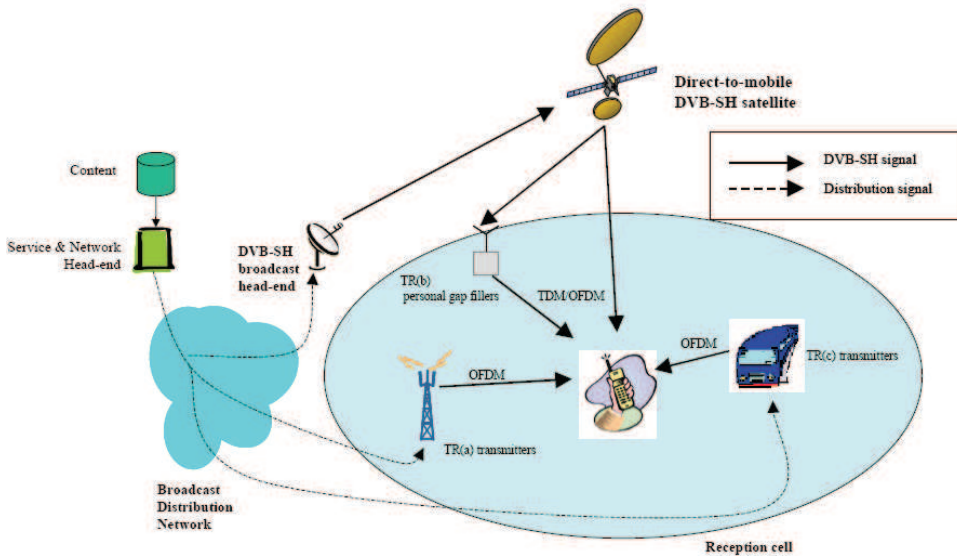 Direct-to-mobile
DVB-SH satellite
DVB-SH signal
Distribution signal
Content
Service & Network
Head-end
DVB-SH
broadcast
head-end
TR(b)
personal gap fillers
TDM/OFDM
OFDM
TR(c) transmitters
OFDM
TR(a) transmitters
Broadcast
Distribution
Network
Reception cell